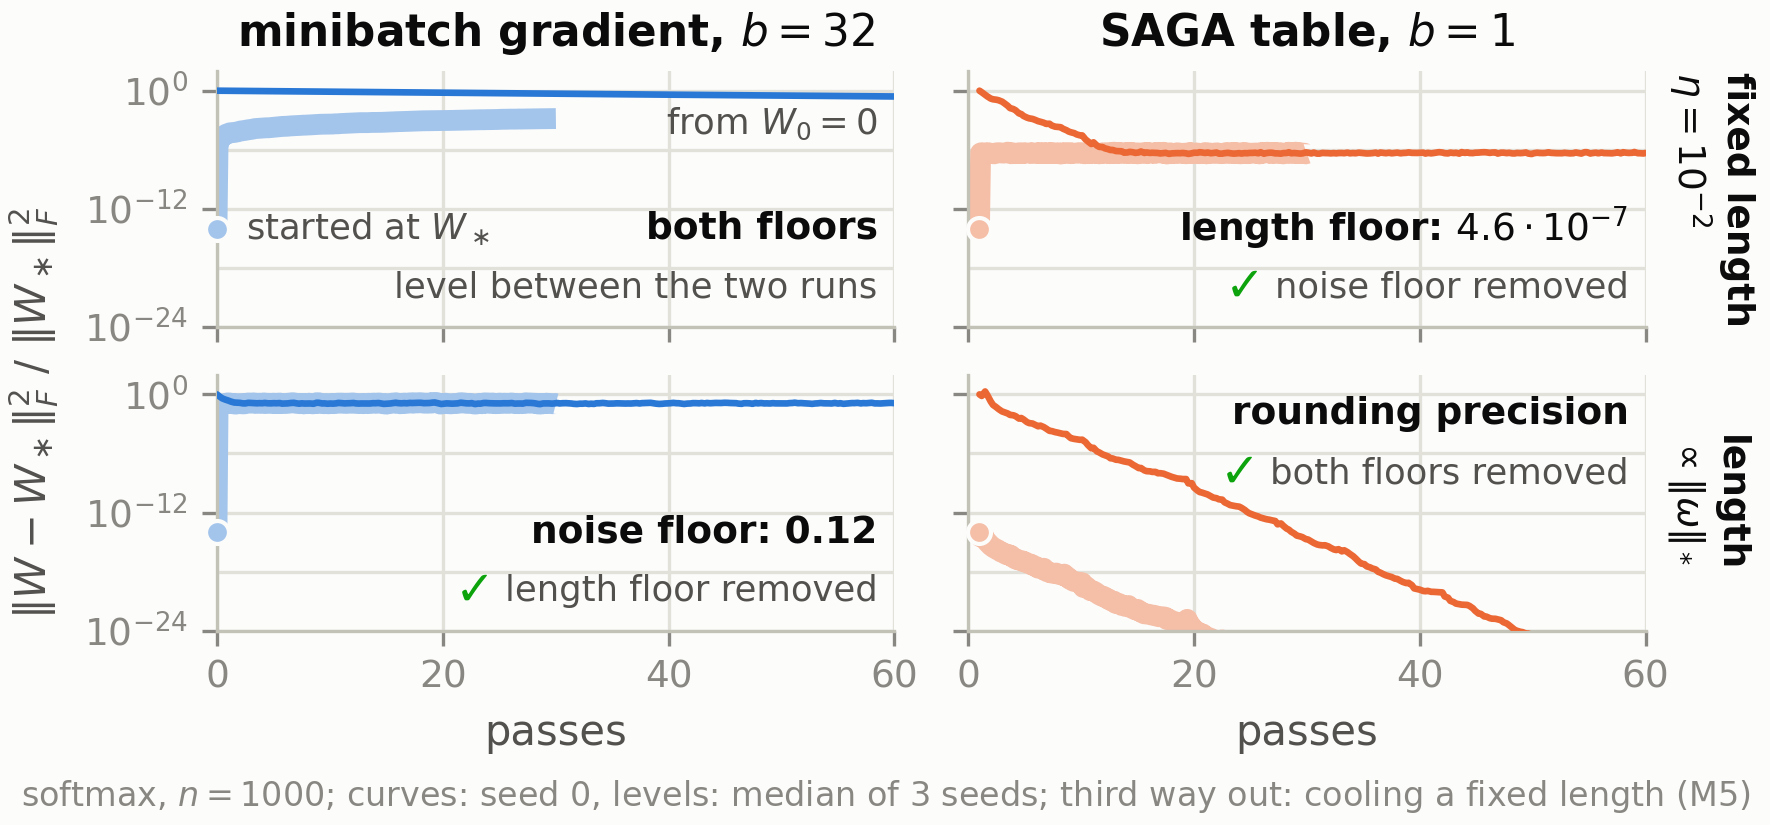 minibatch gradient, b = 32
SAGA table, b = 1
10⁰
10⁻¹²
10⁻²⁴
from W₀ = 0
started at W∗
both floors
level between the two runs
length floor: 4.6 · 10⁻⁷
✓ noise floor removed
fixed length
η = 10⁻²
‖W − W∗‖²_F / ‖W∗‖²_F
10⁰
10⁻¹²
10⁻²⁴
noise floor: 0.12
✓ length floor removed
rounding precision
✓ both floors removed
length
∝ ‖ω‖∗
0 20 40 60
0 20 40 60
passes
passes
softmax, n = 1000; curves: seed 0, levels: median of 3 seeds; third way out: cooling a fixed length (M5)